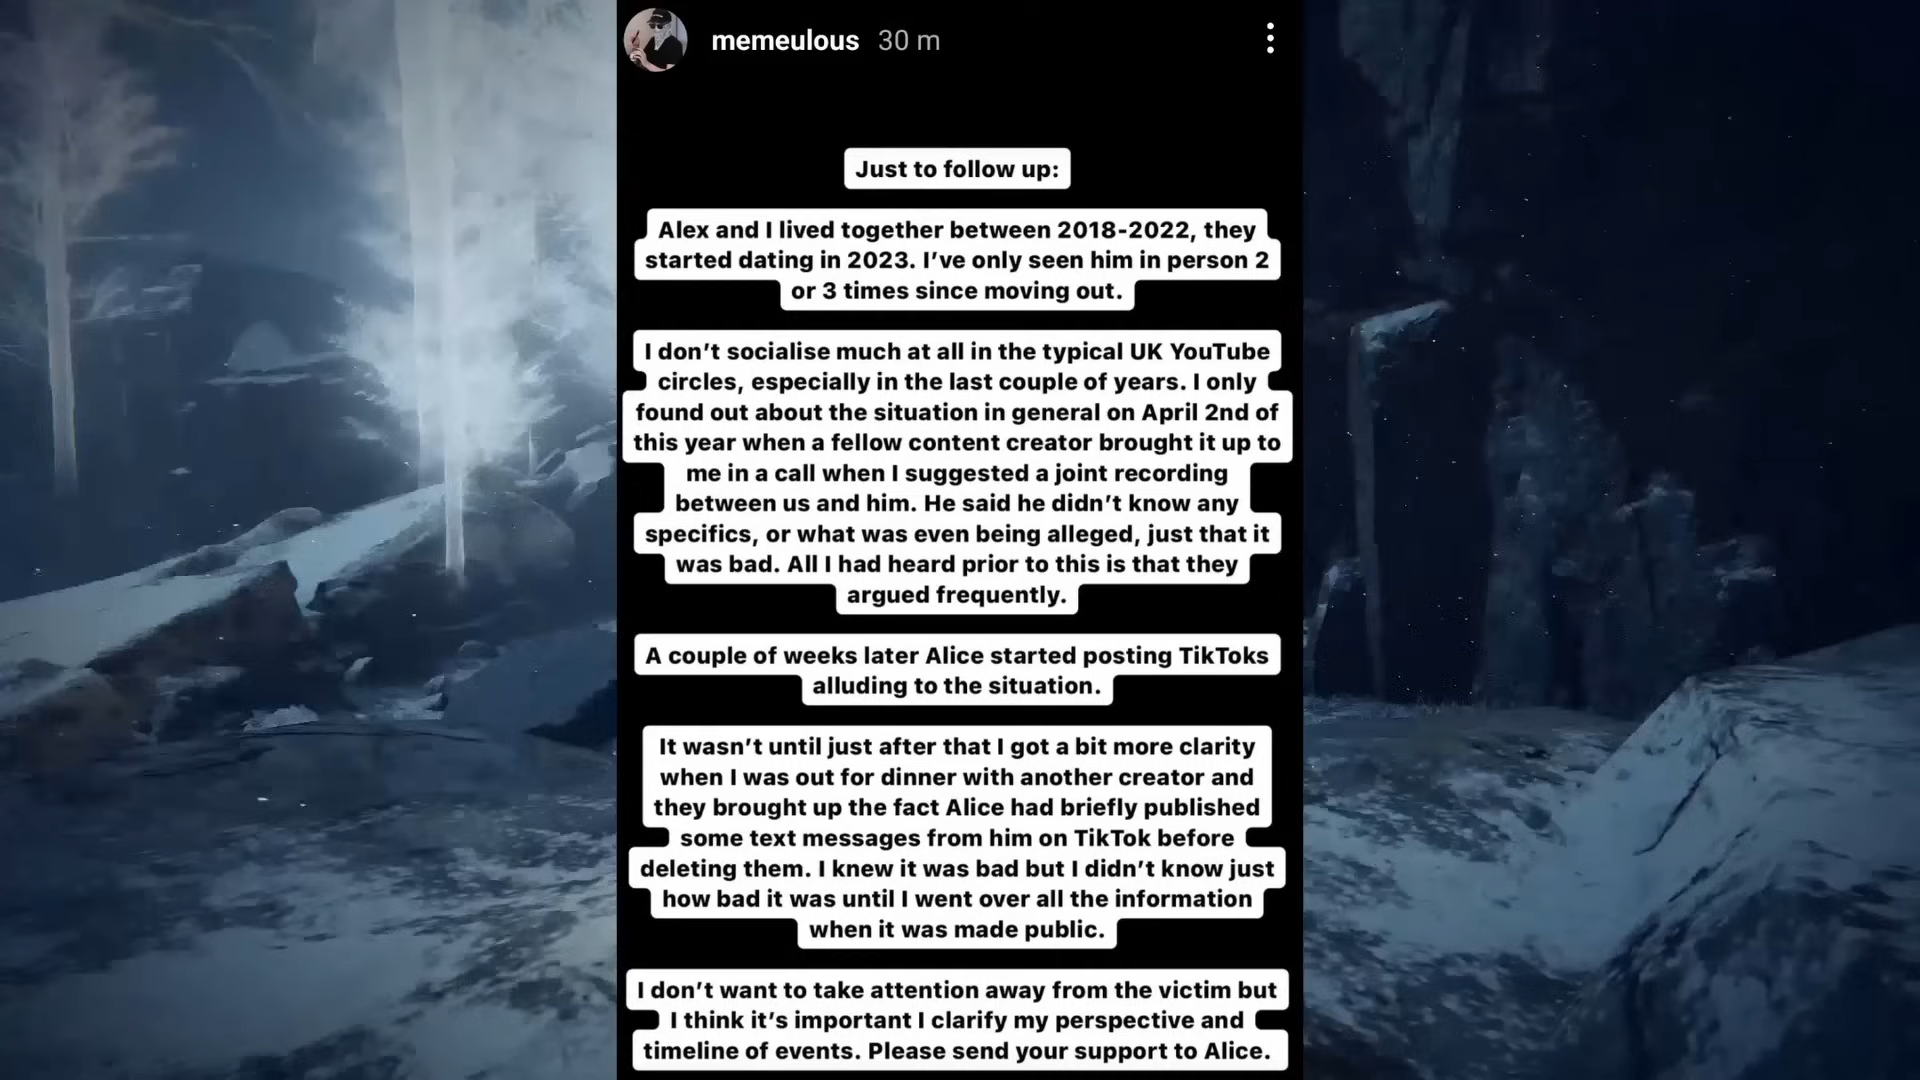 memeulous 30 m
Just to follow up:
Alex and I lived together between 2018-2022, they
started dating in 2023. I’ve only seen him in person 2
or 3 times since moving out.
I don’t socialise much at all in the typical UK YouTube
circles, especially in the last couple of years. I only
found out about the situation in general on April 2nd of
this year when a fellow content creator brought it up to
me in a call when I suggested a joint recording
between us and him. He said he didn’t know any
specifics, or what was even being alleged, just that it
was bad. All I had heard prior to this is that they
argued frequently.
A couple of weeks later Alice started posting TikToks
alluding to the situation.
It wasn’t until just after that I got a bit more clarity
when I was out for dinner with another creator and
they brought up the fact Alice had briefly published
some text messages from him on TikTok before
deleting them. I knew it was bad but I didn’t know just
how bad it was until I went over all the information
when it was made public.
I don’t want to take attention away from the victim but
I think it’s important I clarify my perspective and
timeline of events. Please send your support to Alice.